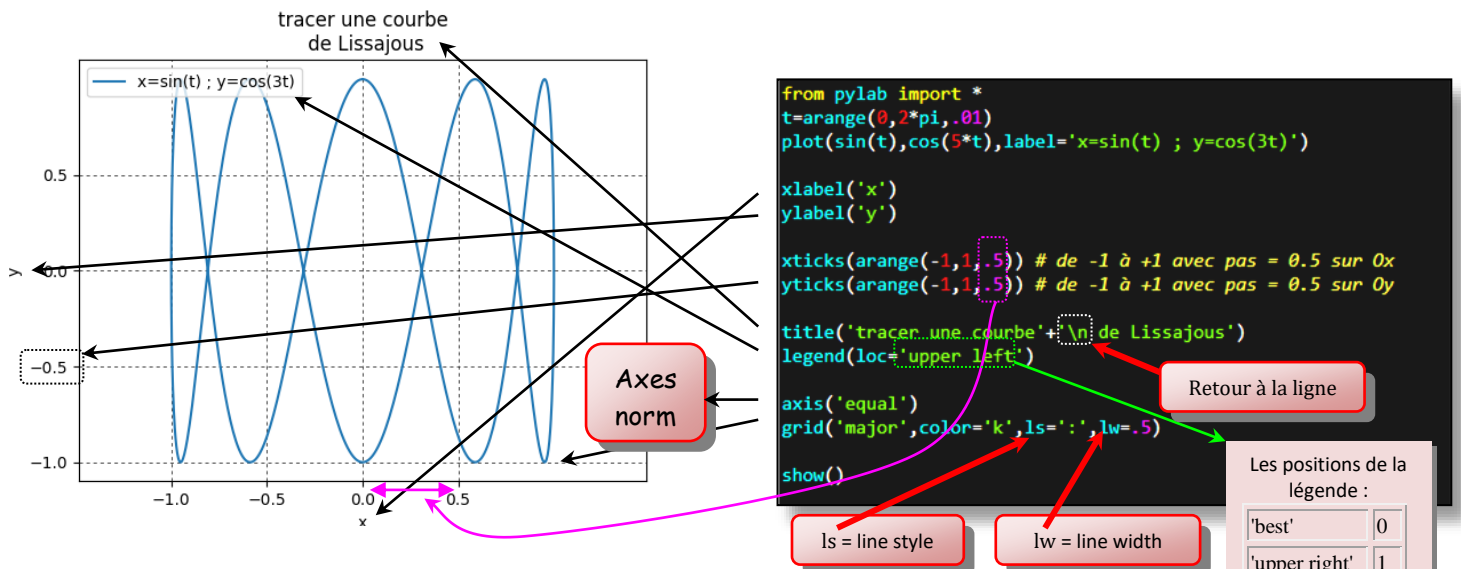 tracer une courbe
de Lissajous
x=sin(t) ; y=cos(3t)
0.5
0.0
−0.5
−1.0
y
−1.0
−0.5
0.0
0.5
x
Axes
norm
from pylab import *
t=arange(0,2*pi,.01)
plot(sin(t),cos(5*t),label='x=sin(t) ; y=cos(3t)')
xlabel('x')
ylabel('y')
xticks(arange(-1,1,.5)) # de -1 à +1 avec pas = 0.5 sur Ox
yticks(arange(-1,1,.5)) # de -1 à +1 avec pas = 0.5 sur Oy
title('tracer une courbe'+'\n de Lissajous')
legend(loc='upper left')
axis('equal')
grid('major',color='k',ls=':',lw=.5)
show()
Retour à la ligne
ls = line style
lw = line width
Les positions de la
légende :
'best' 0
'upper right' 1